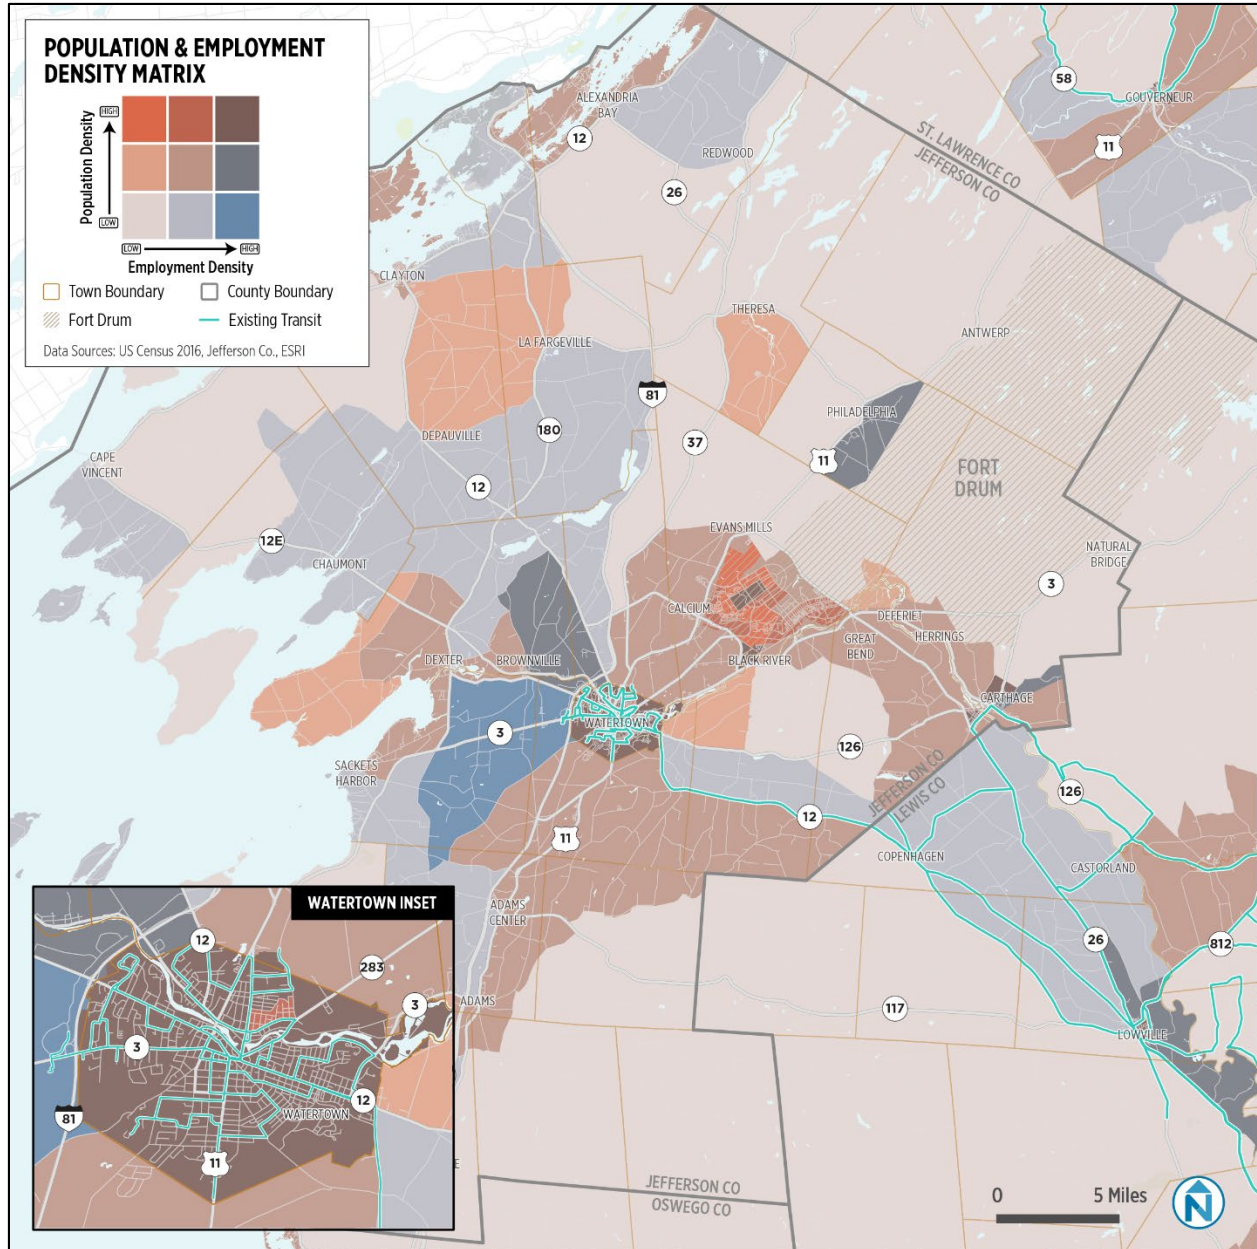 POPULATION & EMPLOYMENT
DENSITY MATRIX
HIGH
Population Density
LOW
LOW
HIGH
Employment Density
Town Boundary
County Boundary
Fort Drum
Existing Transit
Data Sources: US Census 2016, Jefferson Co., ESRI
58
GOUVERNEUR
ALEXANDRIA
BAY
12
11
ST. LAWRENCE CO
JEFFERSON CO
REDWOOD
26
CLAYTON
THERESA
ANTWERP
LA FARGEVILLE
81
PHILADELPHIA
180
DEPAUVILLE
37
11
CAPE
VINCENT
FORT
DRUM
12
EVANS MILLS
12E
NATURAL
BRIDGE
CHAUMONT
3
CALCIUM
DEFERIET
HERRINGS
GREAT
BEND
DEXTER
BROWNVILLE
BLACK RIVER
CARTHAGE
WATERTOWN
3
126
SACKETS
HARBOR
JEFFERSON CO
LEWIS CO
126
12
11
COPENHAGEN
CASTORLAND
ADAMS
CENTER
26
812
ADAMS
117
LOWVILLE
WATERTOWN INSET
12
283
3
3
12
81
WATERTOWN
11
JEFFERSON CO
OSWEGO CO
0
5 Miles
N